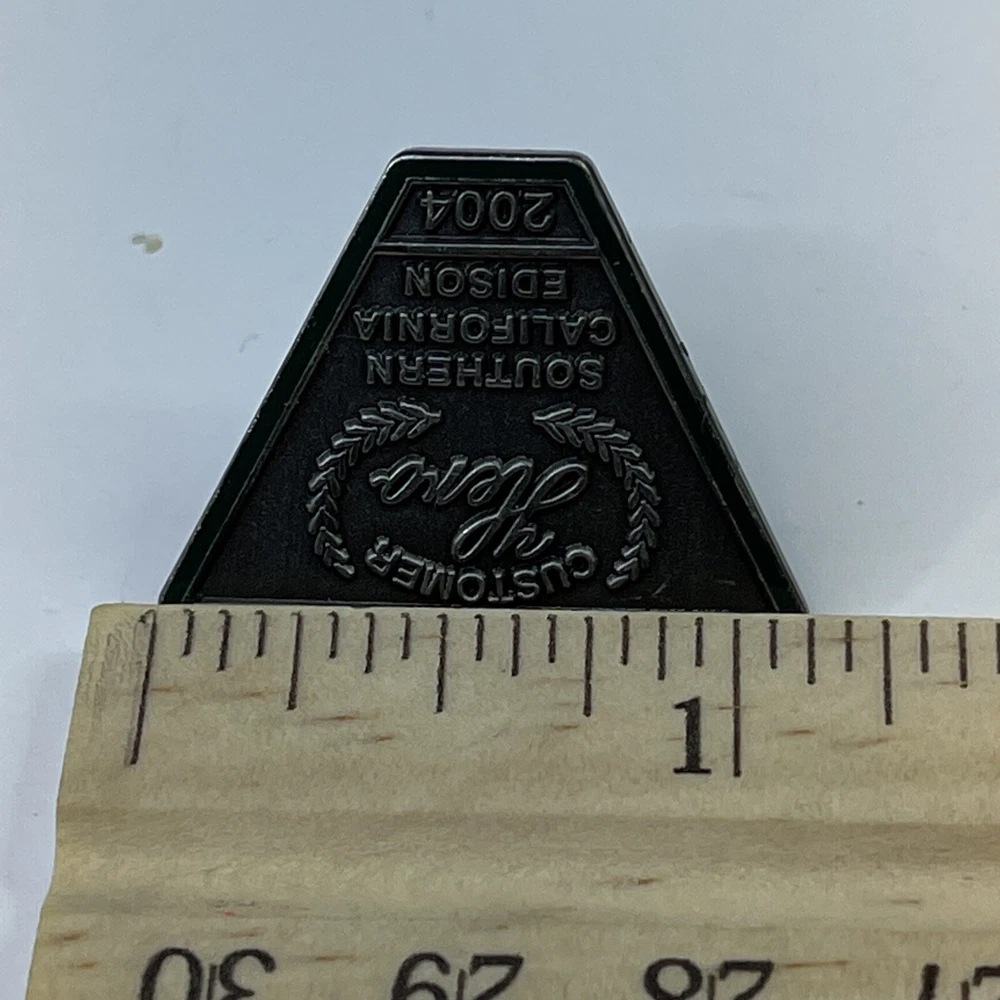 CUSTOMER
Hero
SOUTHERN
CALIFORNIA
EDISON
2004
1
30 29 28